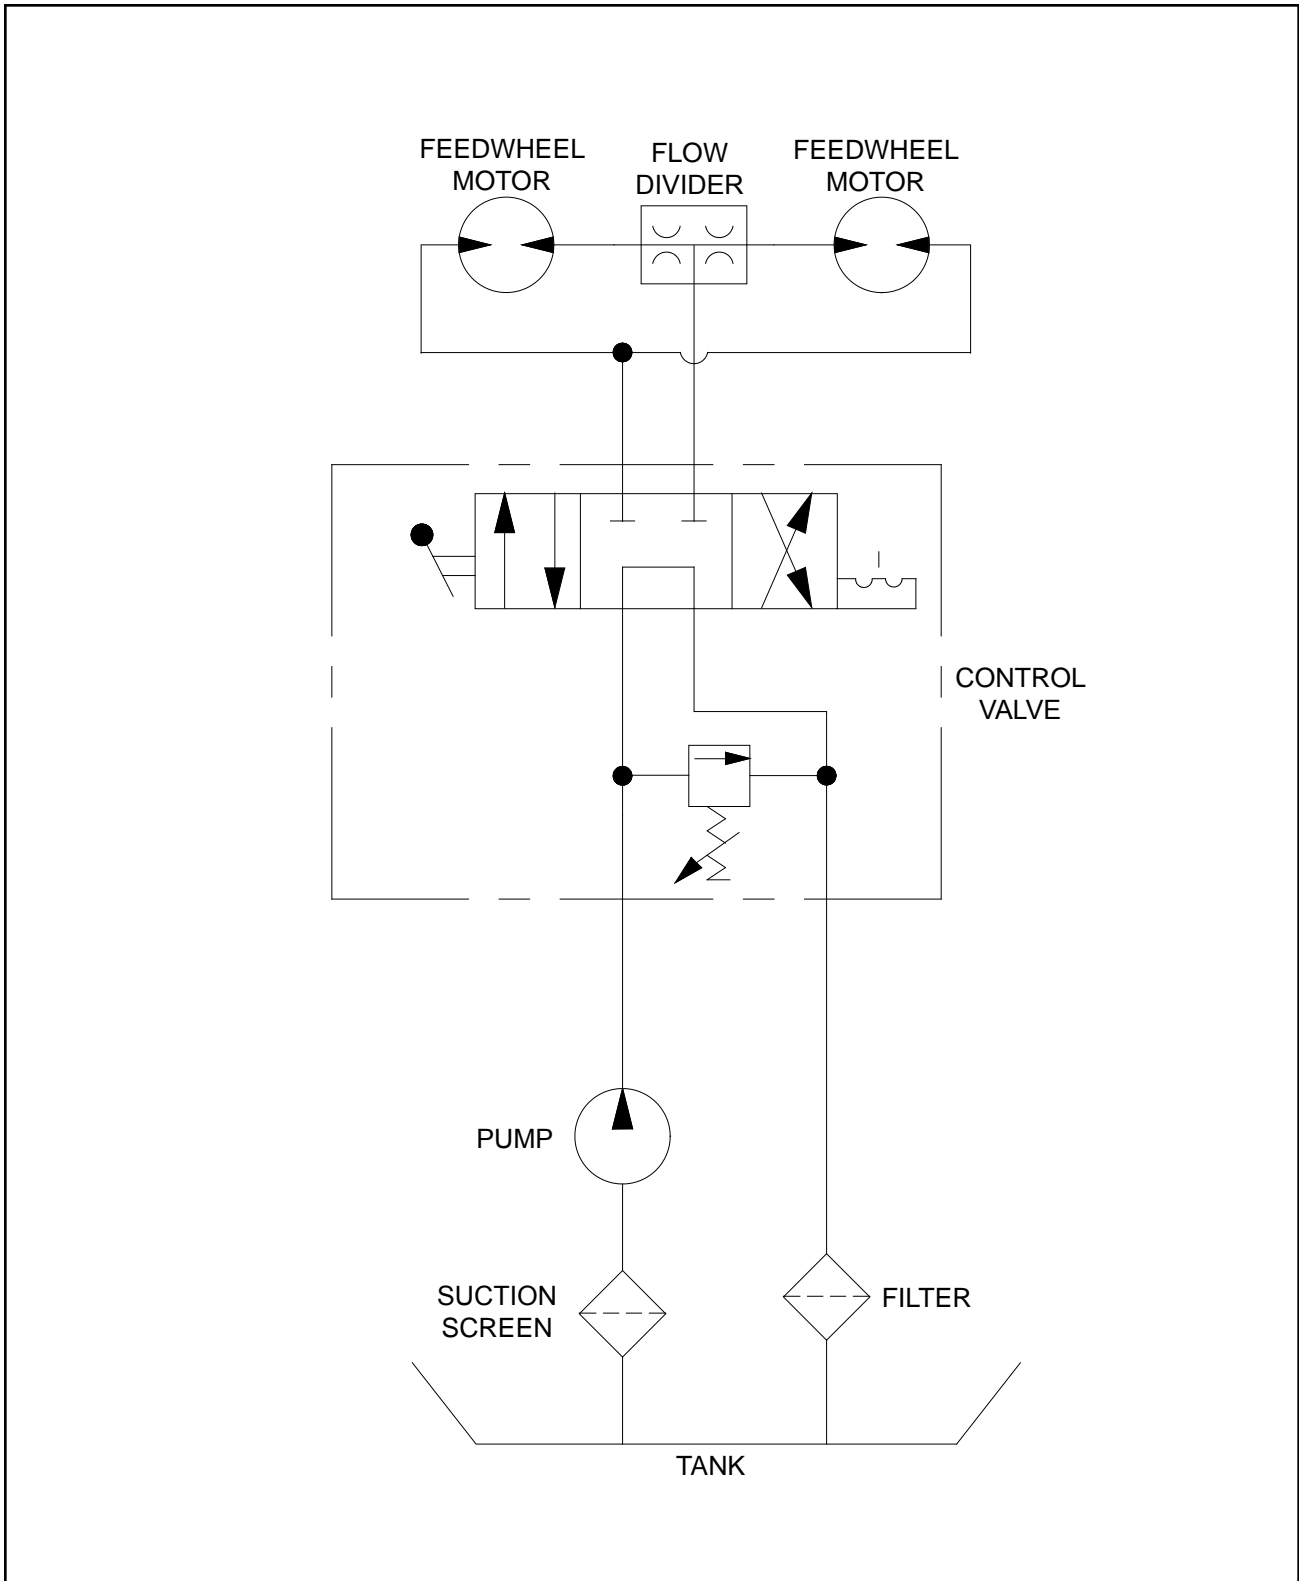 FEEDWHEEL
MOTOR
FLOW
DIVIDER
FEEDWHEEL
MOTOR
CONTROL
VALVE
PUMP
SUCTION
SCREEN
FILTER
TANK